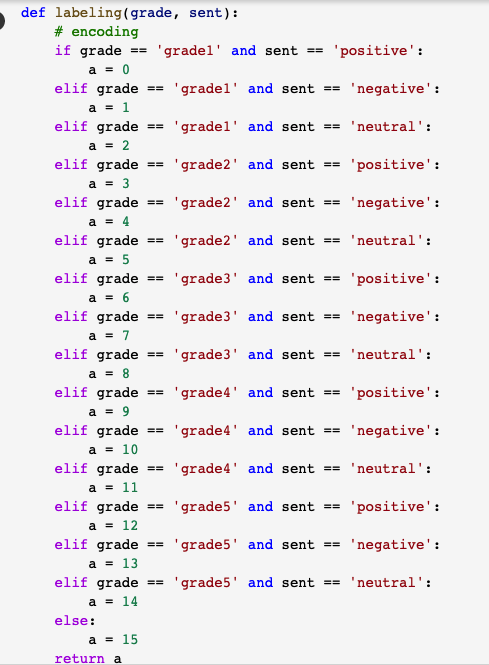 def labeling(grade, sent):
    # encoding
    if grade == 'grade1' and sent == 'positive':
        a = 0
    elif grade == 'grade1' and sent == 'negative':
        a = 1
    elif grade == 'grade1' and sent == 'neutral':
        a = 2
    elif grade == 'grade2' and sent == 'positive':
        a = 3
    elif grade == 'grade2' and sent == 'negative':
        a = 4
    elif grade == 'grade2' and sent == 'neutral':
        a = 5
    elif grade == 'grade3' and sent == 'positive':
        a = 6
    elif grade == 'grade3' and sent == 'negative':
        a = 7
    elif grade == 'grade3' and sent == 'neutral':
        a = 8
    elif grade == 'grade4' and sent == 'positive':
        a = 9
    elif grade == 'grade4' and sent == 'negative':
        a = 10
    elif grade == 'grade4' and sent == 'neutral':
        a = 11
    elif grade == 'grade5' and sent == 'positive':
        a = 12
    elif grade == 'grade5' and sent == 'negative':
        a = 13
    elif grade == 'grade5' and sent == 'neutral':
        a = 14
    else:
        a = 15
    return a